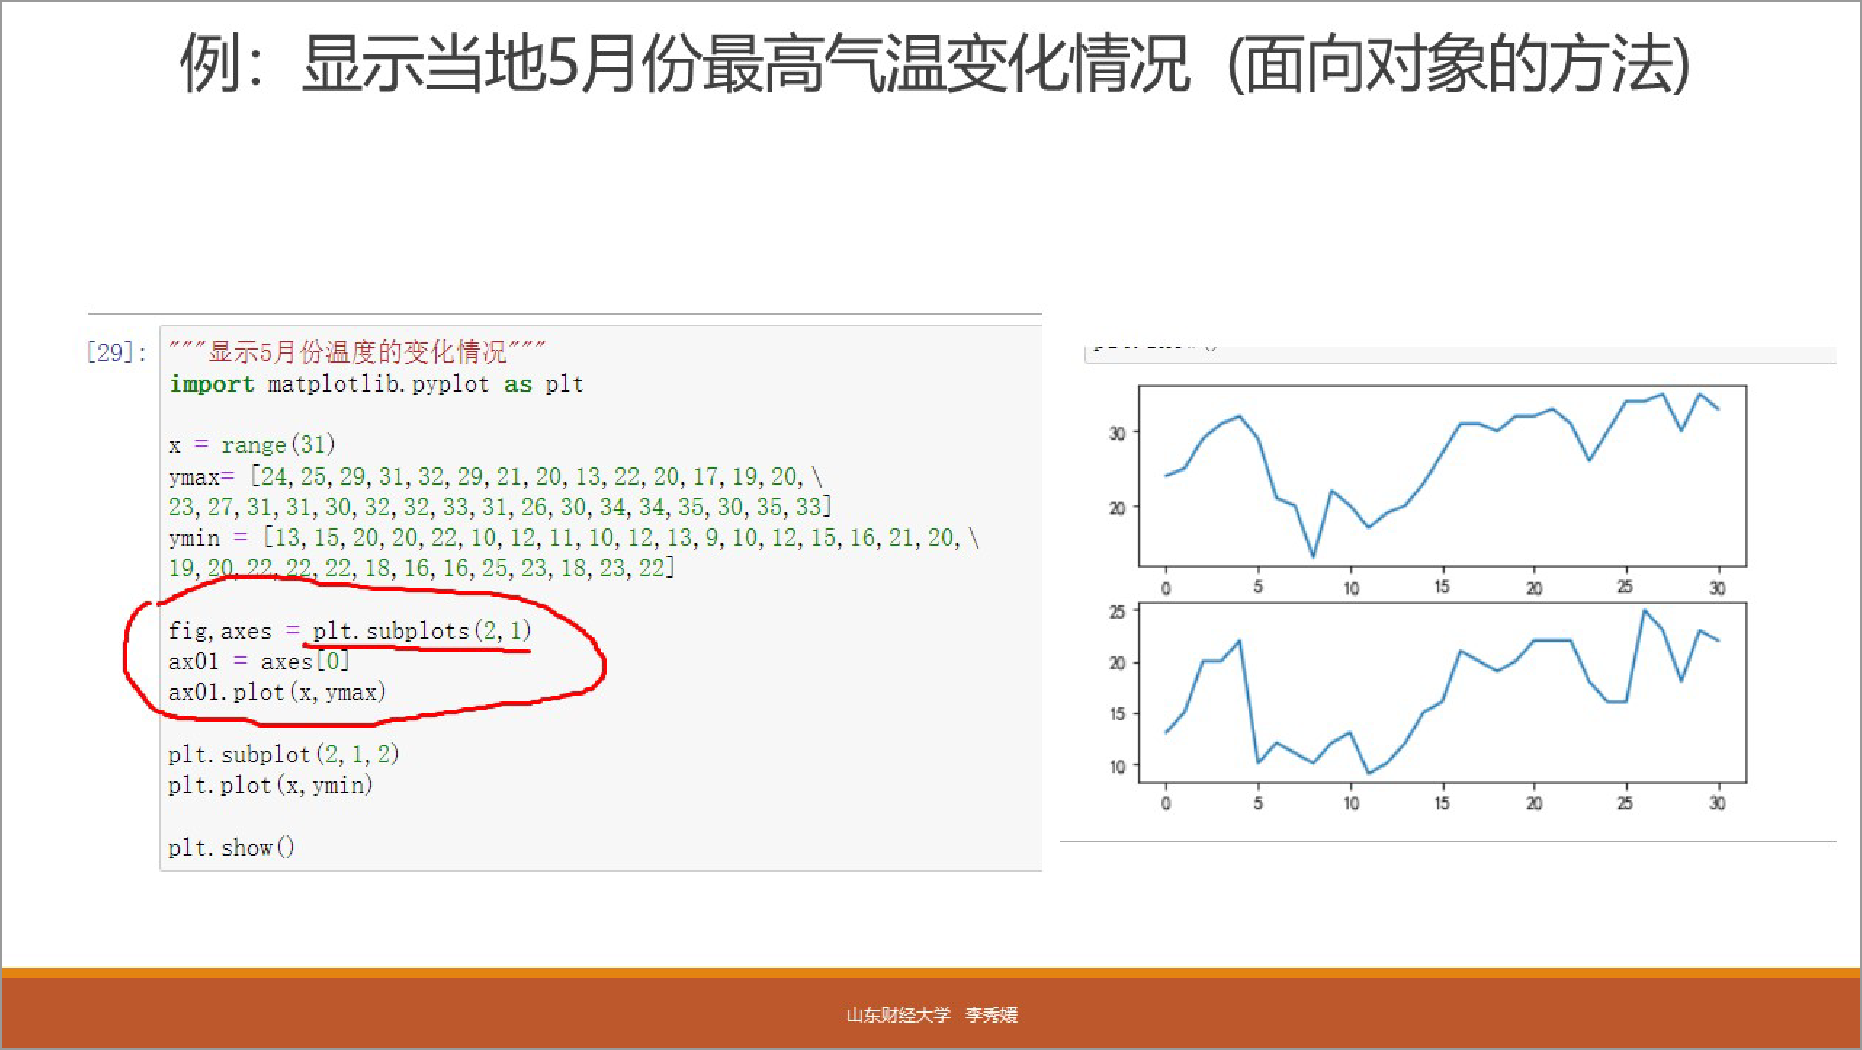 例：显示当地5月份最高气温变化情况（面向对象的方法）
[29]:
"""显示5月份温度的变化情况"""
import matplotlib.pyplot as plt
x = range(31)
ymax= [24,25,29,31,32,29,21,20,13,22,20,17,19,20,\
23,27,31,31,30,32,32,33,31,26,30,34,34,35,30,35,33]
ymin = [13,15,20,20,22,10,12,11,10,12,13,9,10,12,15,16,21,20,\
19,20,22,22,22,18,16,16,25,23,18,23,22]
fig,axes = plt.subplots(2,1)
ax01 = axes[0]
ax01.plot(x,ymax)
plt.subplot(2,1,2)
plt.plot(x,ymin)
plt.show()
30
20
0 5 10 15 20 25 30
25
20
15
10
0 5 10 15 20 25 30
山东财经大学 李秀媛